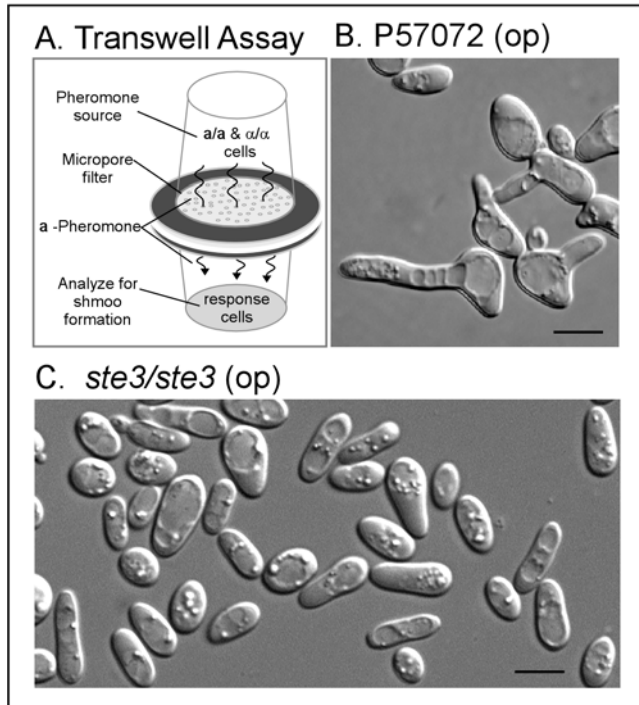 A. Transwell Assay
Pheromone
source
a/a & α/α
cells
Micropore
filter
a -Pheromone
Analyze for
shmoo
formation
response
cells
B. P57072 (op)
C. ste3/ste3 (op)